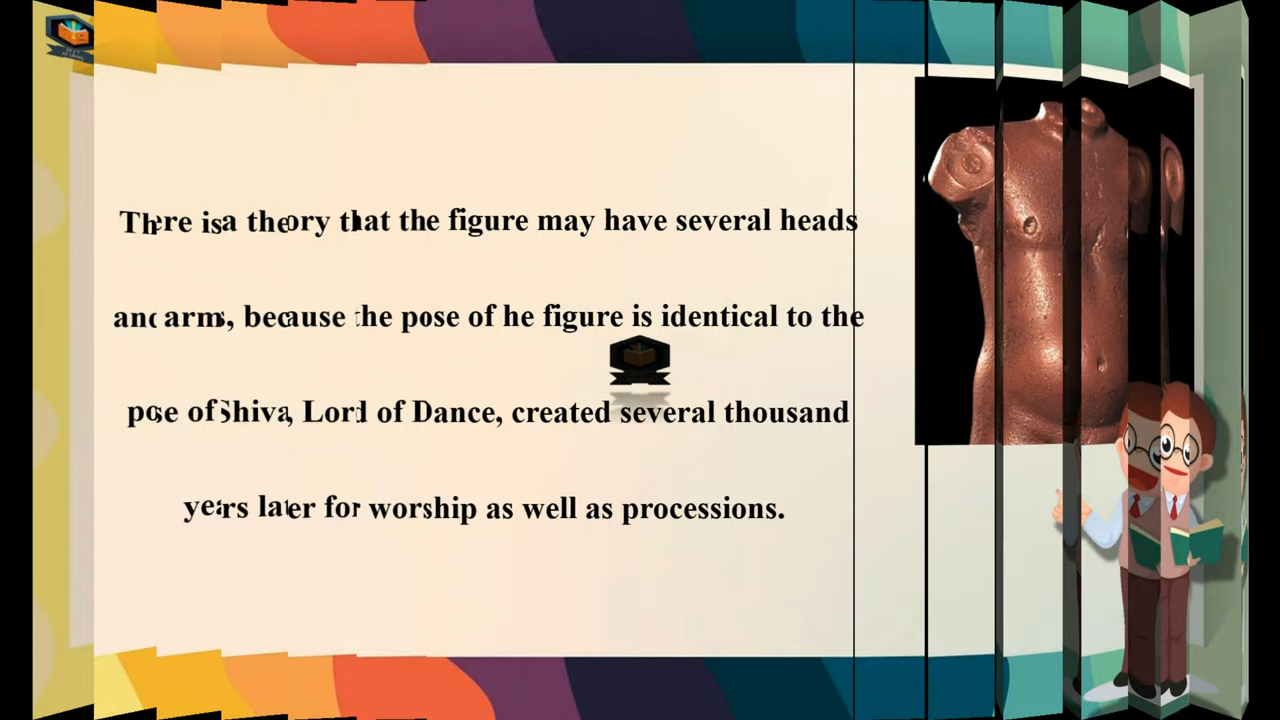 There is a theory that the figure may have several heads
and arms, because the pose of he figure is identical to the
pose of Shiva, Lord of Dance, created several thousand
years later for worship as well as processions.